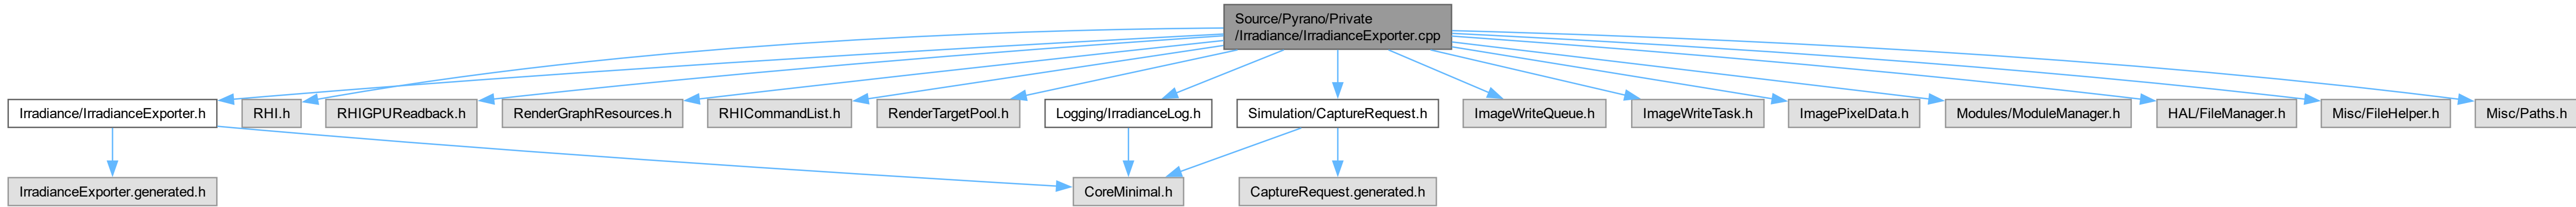 Source/Pyrano/Private
/Irradiance/IrradianceExporter.cpp
Irradiance/IrradianceExporter.h
RHI.h
RHIGPUReadback.h
RenderGraphResources.h
RHICommandList.h
RenderTargetPool.h
Logging/IrradianceLog.h
Simulation/CaptureRequest.h
ImageWriteQueue.h
ImageWriteTask.h
ImagePixelData.h
Modules/ModuleManager.h
HAL/FileManager.h
Misc/FileHelper.h
Misc/Paths.h
IrradianceExporter.generated.h
CoreMinimal.h
CaptureRequest.generated.h